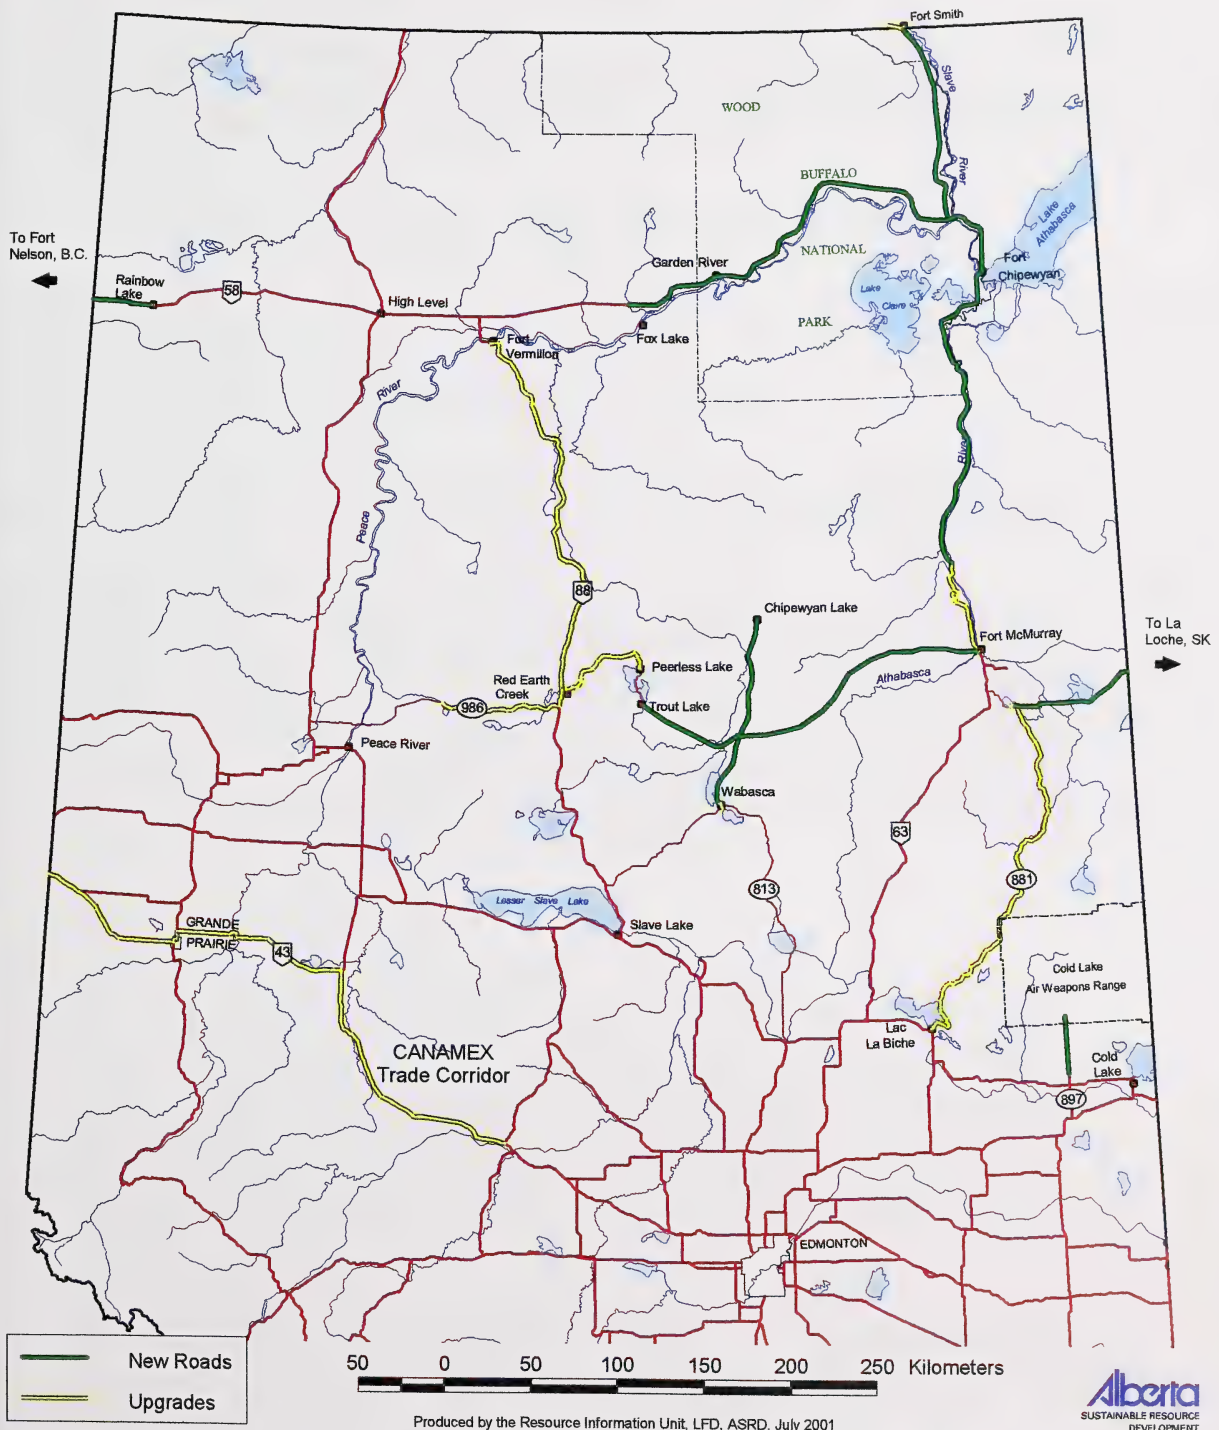 Fort Smith
Slave
River
WOOD
BUFFALO
NATIONAL
PARK
Lake
Athabasca
To Fort
Nelson, B.C.
Rainbow
Lake
58
High Level
Garden River
Fort
Chipewyan
Lake
Claire
Fox Lake
Fort
Vermilion
River
River
Peace
88
Chipewyan Lake
To La
Loche, SK
Fort McMurray
Peerless Lake
Athabasca
Red Earth
Creek
986
Trout Lake
Peace River
Wabasca
63
881
813
Lesser Slave Lake
Slave Lake
GRANDE
PRAIRIE
43
Cold Lake
Air Weapons Range
Lac
La Biche
CANAMEX
Trade Corridor
Cold
Lake
897
EDMONTON
New Roads
Upgrades
50 0 50 100 150 200 250 Kilometers
Produced by the Resource Information Unit, LFD, ASRD, July 2001
Alberta
SUSTAINABLE RESOURCE
DEVELOPMENT